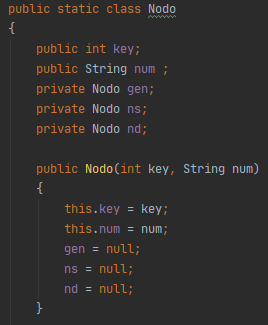 public static class Nodo
{
public int key;
public String num ;
private Nodo gen;
private Nodo ns;
private Nodo nd;
public Nodo(int key, String num)
{
this.key = key;
this.num = num;
gen = null;
ns = null;
nd = null;
}